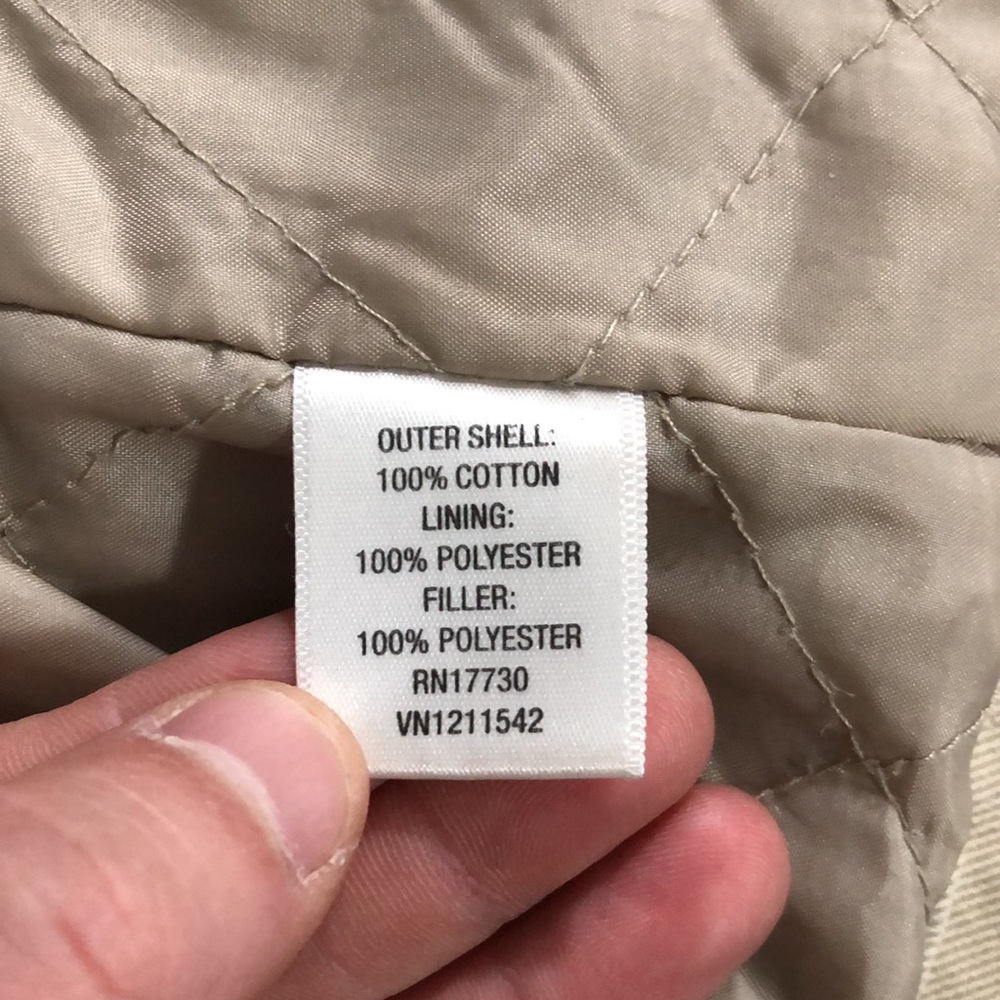 OUTER SHELL:
100% COTTON
LINING:
100% POLYESTER
FILLER:
100% POLYESTER
RN17730
VN1211542